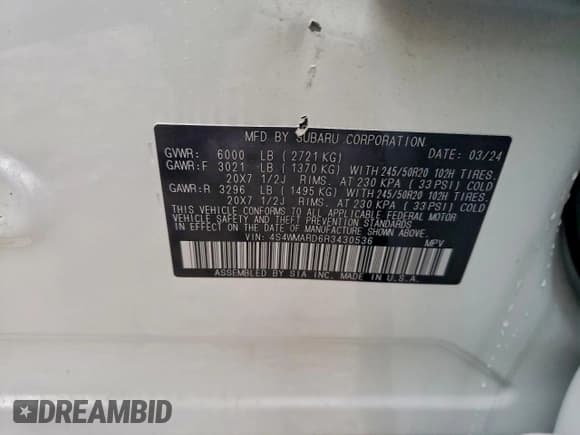 MFD BY SUBARU CORPORATION
GVWR: 6000 LB ( 2721 KG) DATE: 03/24
GAWR:F 3021 LB ( 1370 KG) WITH 245/50R20 102H TIRES.
20X7 1/2J RIMS. AT 230 KPA ( 33 PSI) COLD
GAWR:R 3296 LB ( 1495 KG) WITH 245/50R20 102H TIRES.
20X7 1/2J RIMS. AT 230 KPA ( 33 PSI) COLD
THIS VEHICLE CONFORMS TO ALL APPLICABLE FEDERAL MOTOR
VEHICLE SAFETY AND THEFT PREVENTION STANDARDS
IN EFFECT ON THE DATE OF MANUFACTURE SHOWN ABOVE.
VIN: 4S4WMARD6R3430536 MPV
ASSEMBLED BY SIA INC. MADE IN U.S.A.
DREAMBID